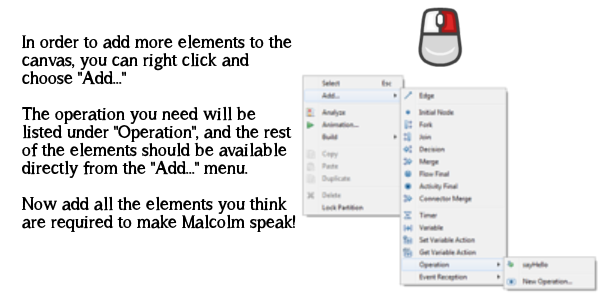 In order to add more elements to the
canvas, you can right click and
choose "Add..."
The operation you need will be
listed under "Operation", and the rest
of the elements should be available
directly from the "Add..." menu.
Now add all the elements you think
are required to make Malcolm speak!
Select Esc
Add...
Analyze
Animation...
Build
Copy
Paste
Duplicate
Delete
Lock Partition
Edge
Initial Node
Fork
Join
Decision
Merge
Flow Final
Activity Final
Connector Merge
Timer
Variable
Set Variable Action
Get Variable Action
Operation
Event Reception
sayHello
New Operation...